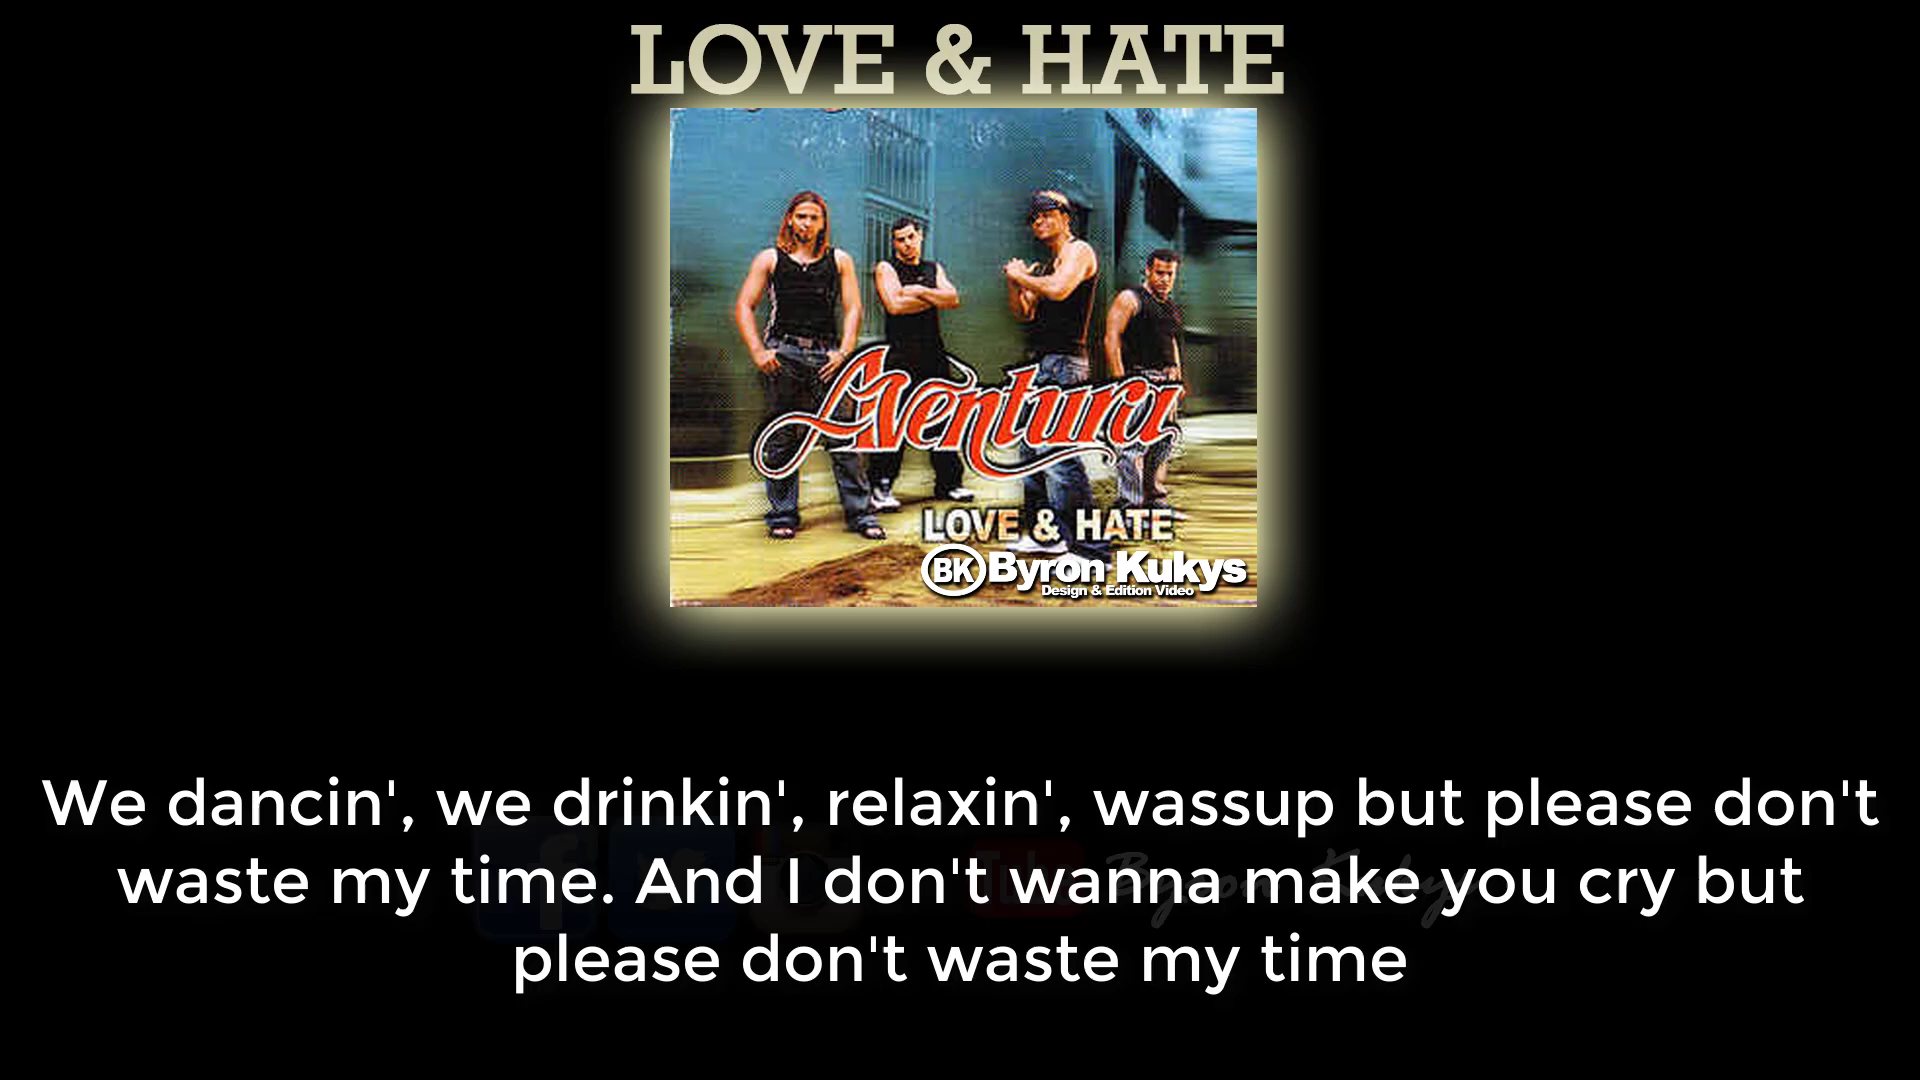 LOVE & HATE
Aventura
LOVE & HATE
BK Byron Kukys
Design & Edition Video
We dancin', we drinkin', relaxin', wassup but please don't
waste my time. And I don't wanna make you cry but
please don't waste my time